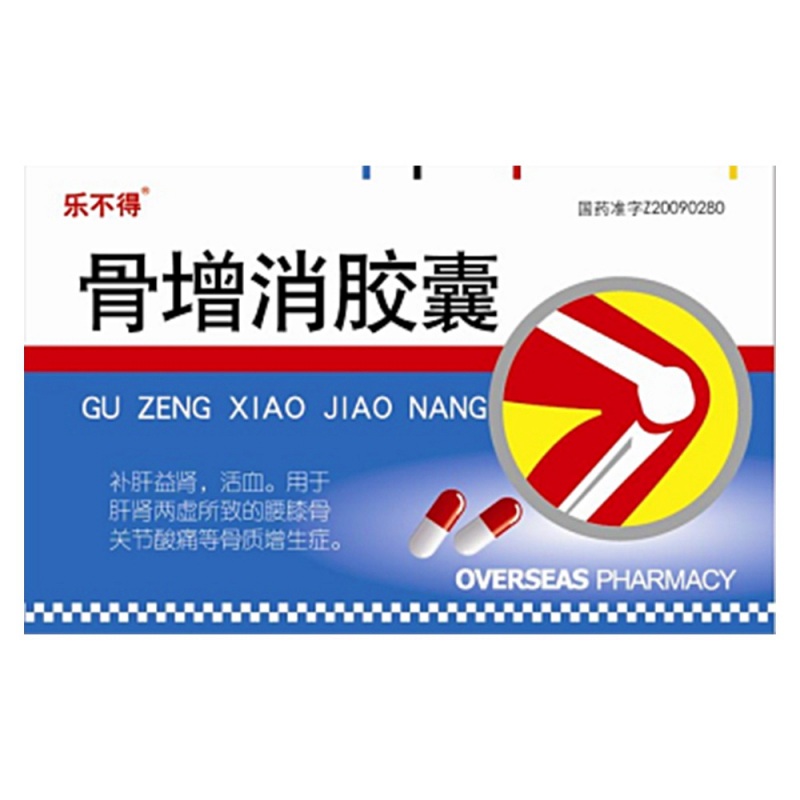 乐不得®
国药准字Z20090280
骨增消胶囊
GU ZENG XIAO JIAO NANG
补肝益肾，活血。用于
肝肾两虚所致的腰膝骨
关节酸痛等骨质增生症。
OVERSEAS PHARMACY